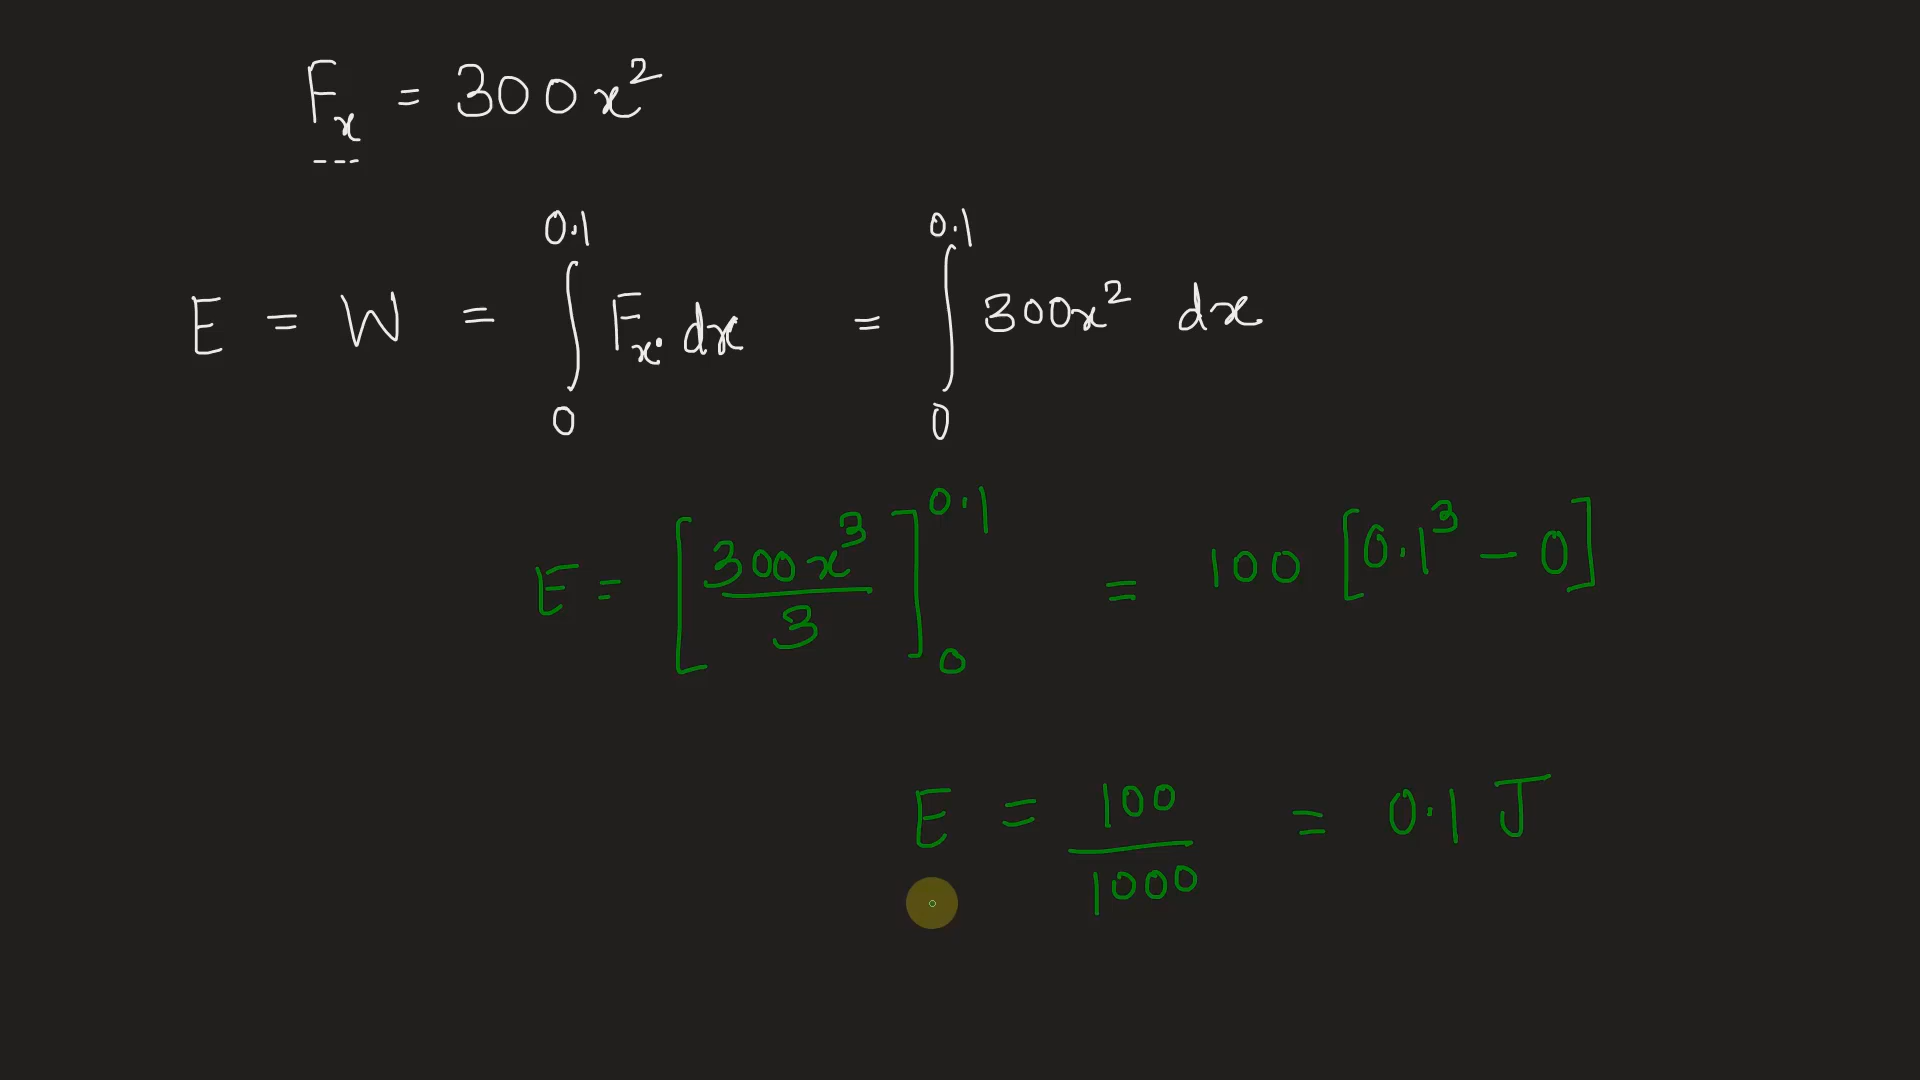 Fx = 300x²
E = W = ∫₀^0.1 Fx · dx = ∫₀^0.1 300x² dx
E = [300x³/3]₀^0.1 = 100 [0.1³ – 0]
E = 100/1000 = 0.1 J